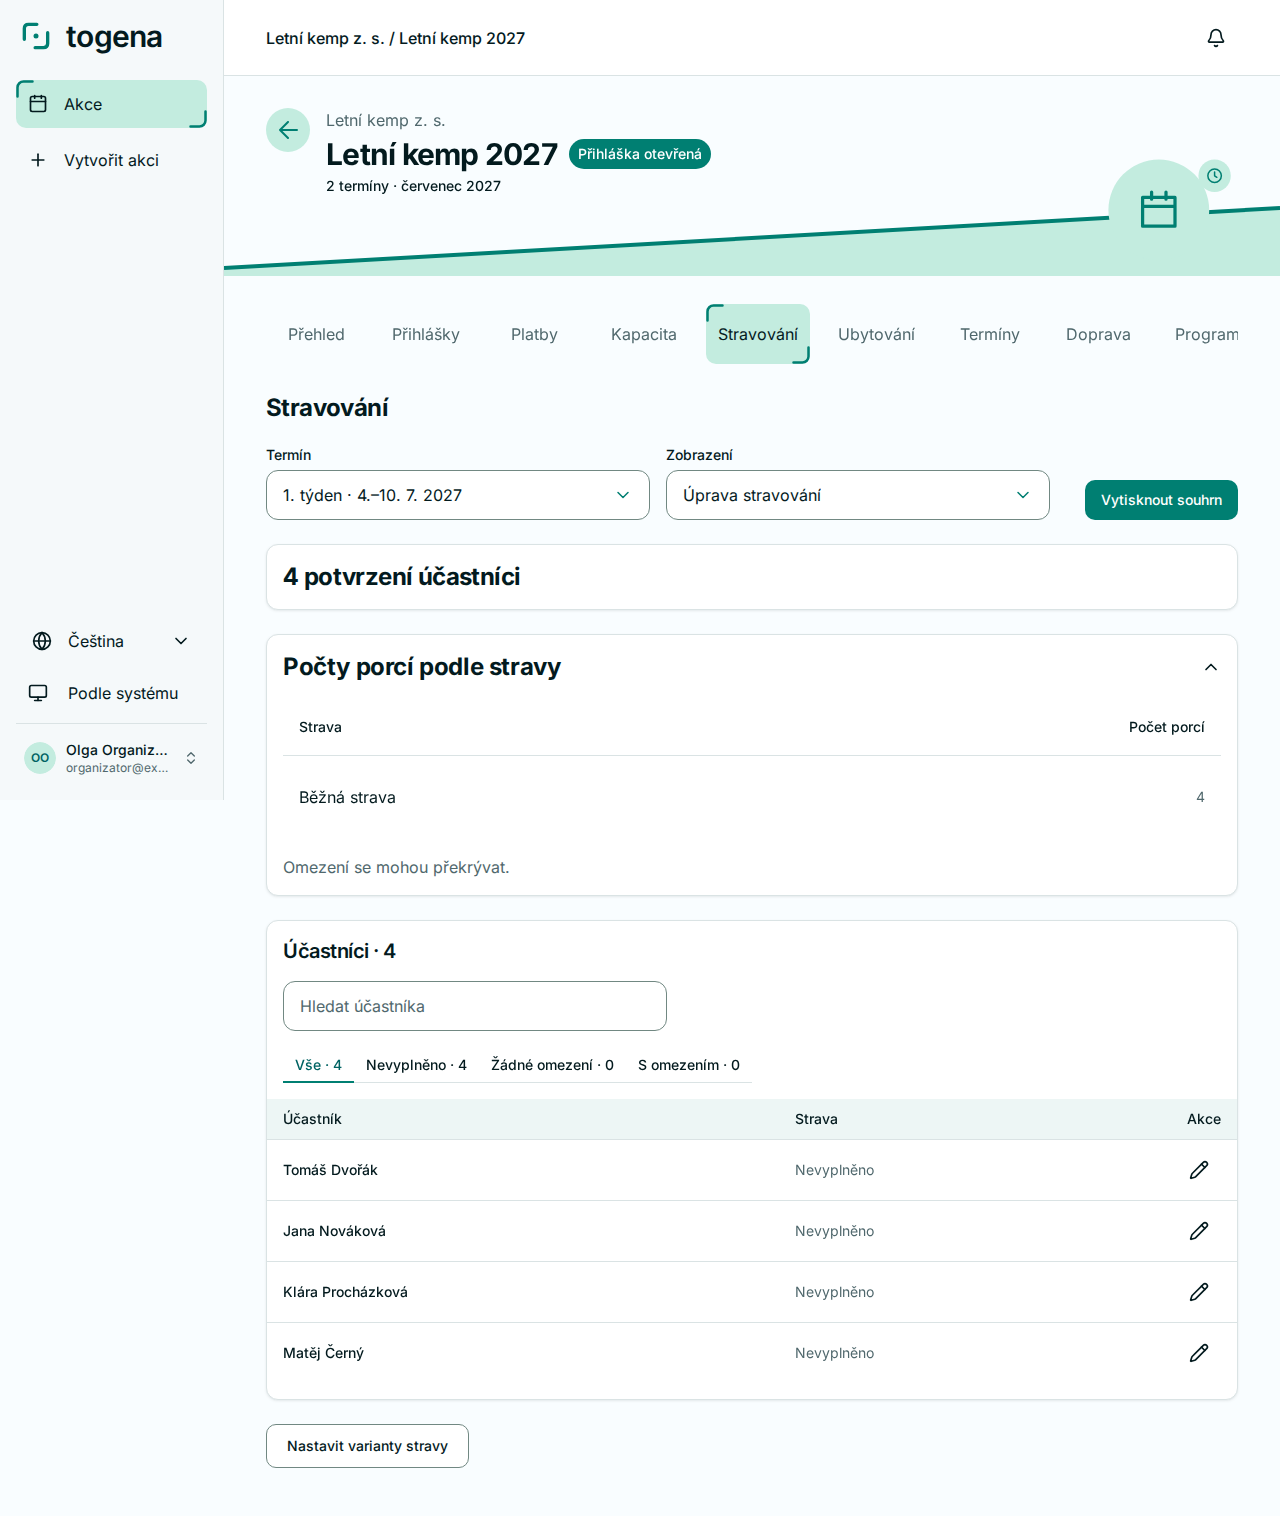 togena
Akce
Vytvořit akci
Čeština
Podle systému
OO
Olga Organiz...
organizator@ex...
Letní kemp z. s. / Letní kemp 2027
Letní kemp z. s.
Letní kemp 2027 Přihláška otevřená
2 termíny · červenec 2027
Přehled Přihlášky Platby Kapacita Stravování Ubytování Termíny Doprava Program
Stravování
Termín Zobrazení
1. týden · 4.–10. 7. 2027 Úprava stravování Vytisknout souhrn
4 potvrzení účastníci
Počty porcí podle stravy
Strava Počet porcí
Běžná strava 4
Omezení se mohou překrývat.
Účastníci · 4
Hledat účastníka
Vše · 4 Nevyplněno · 4 Žádné omezení · 0 S omezením · 0
Účastník Strava Akce
Tomáš Dvořák Nevyplněno
Jana Nováková Nevyplněno
Klára Procházková Nevyplněno
Matěj Černý Nevyplněno
Nastavit varianty stravy